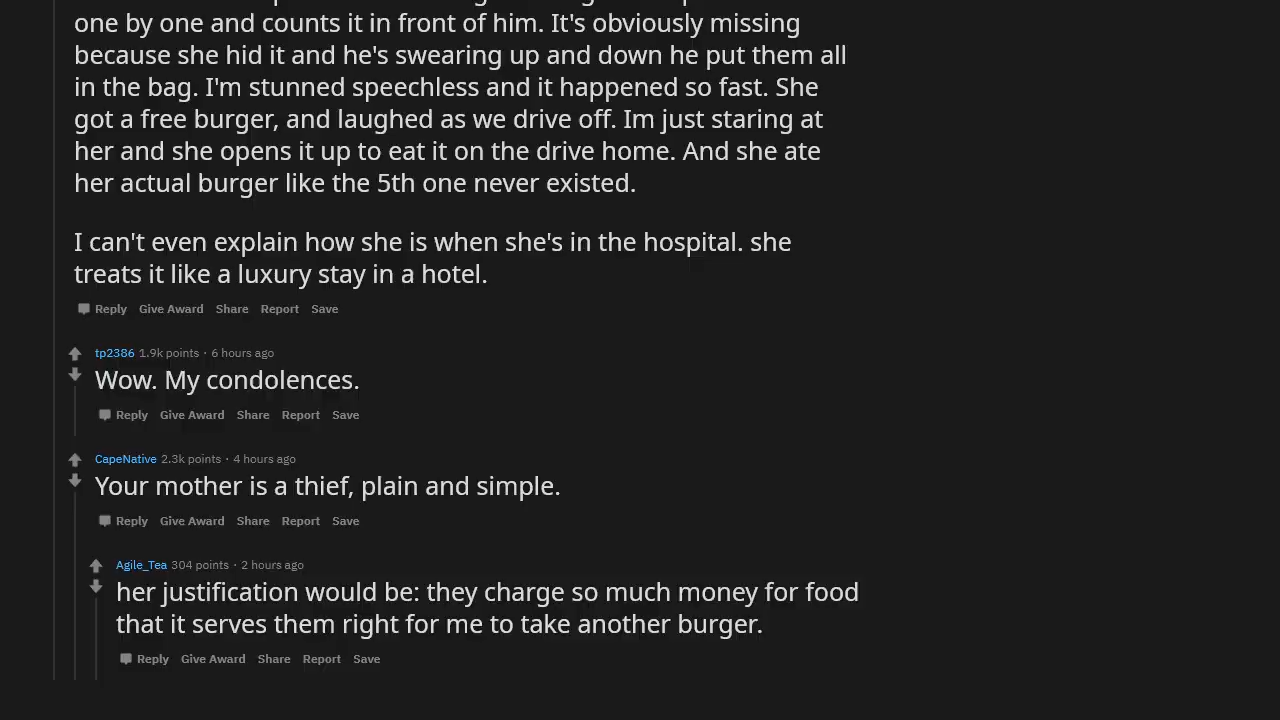 one by one and counts it in front of him. It's obviously missing
because she hid it and he's swearing up and down he put them all
in the bag. I'm stunned speechless and it happened so fast. She
got a free burger, and laughed as we drive off. Im just staring at
her and she opens it up to eat it on the drive home. And she ate
her actual burger like the 5th one never existed.
I can't even explain how she is when she's in the hospital. she
treats it like a luxury stay in a hotel.
Reply Give Award Share Report Save
tp2386 1.9k points · 6 hours ago
Wow. My condolences.
Reply Give Award Share Report Save
CapeNative 2.3k points · 4 hours ago
Your mother is a thief, plain and simple.
Reply Give Award Share Report Save
Agile_Tea 304 points · 2 hours ago
her justification would be: they charge so much money for food
that it serves them right for me to take another burger.
Reply Give Award Share Report Save